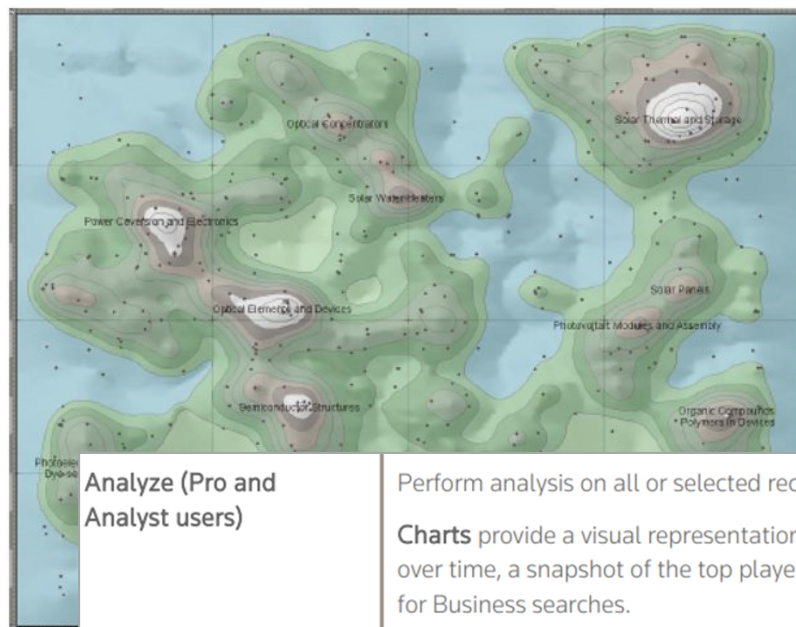 Optical Concentrators
Solar Thermal and Storage
Solar Water Heaters
Power Coversion and Electronics
Solar Panels
Optical Elements and Devices
Photovoltaic Modules and Assembly
Semiconductor Structures
Organic Compounds
Polymers in Devices
Analyze (Pro and
Analyst users)
Perform analysis on all or selected rec
Charts provide a visual representation
over time, a snapshot of the top playe
for Business searches.